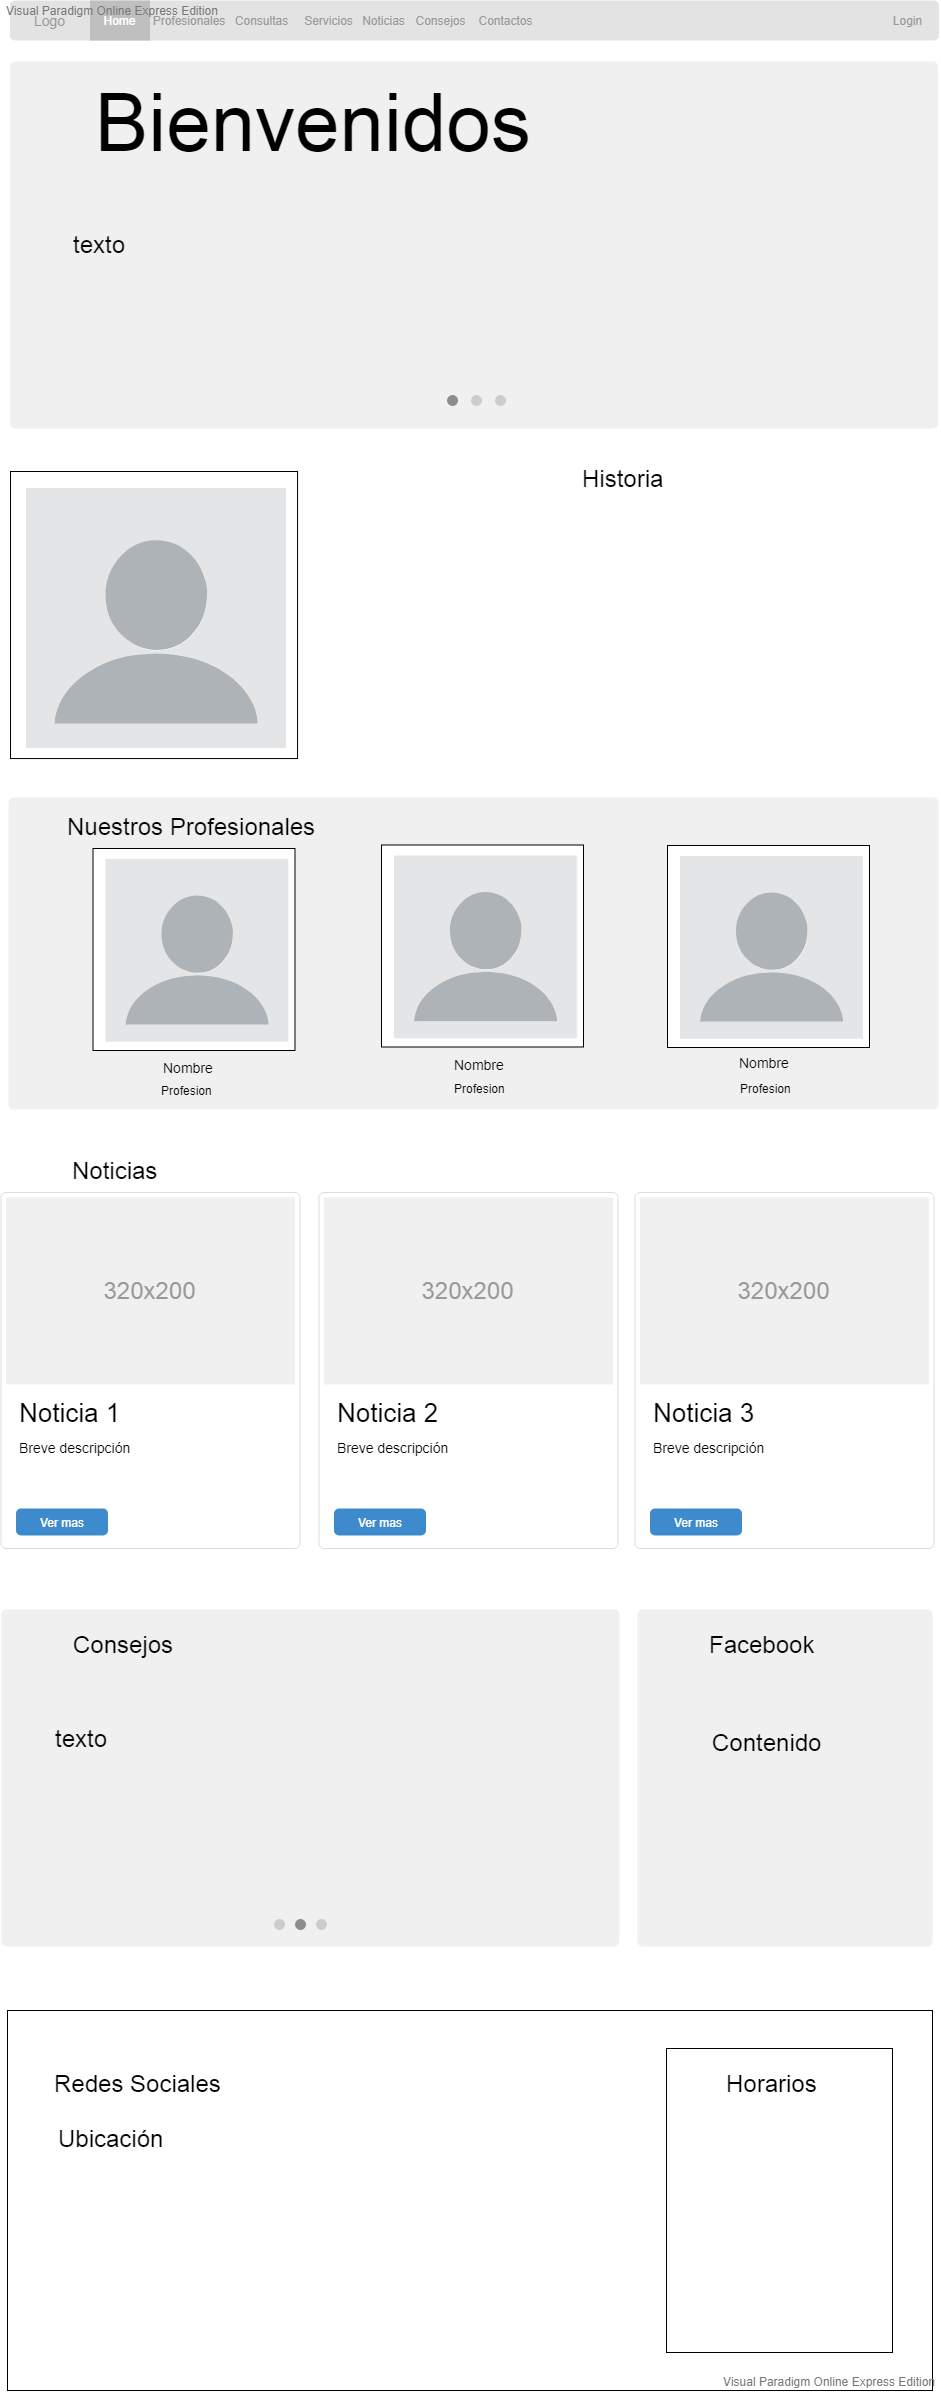 Visual Paradigm Online Express Edition
Logo Home Profesionales Consultas Servicios Noticias Consejos Contactos Login
Bienvenidos
texto
Historia
Nuestros Profesionales
Nombre Nombre Nombre
Profesion Profesion Profesion
Noticias
320x200 320x200 320x200
Noticia 1 Noticia 2 Noticia 3
Breve descripción Breve descripción Breve descripción
Ver mas Ver mas Ver mas
Consejos Facebook
texto Contenido
Redes Sociales Horarios
Ubicación
Visual Paradigm Online Express Edition